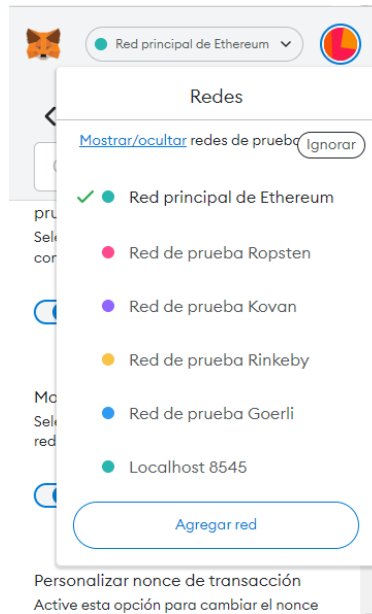 Red principal de Ethereum
Redes
Mostrar/ocultar redes de prueba
Ignorar
Red principal de Ethereum
Red de prueba Ropsten
Red de prueba Kovan
Red de prueba Rinkeby
Red de prueba Goerli
Localhost 8545
Agregar red
Personalizar nonce de transacción
Active esta opción para cambiar el nonce